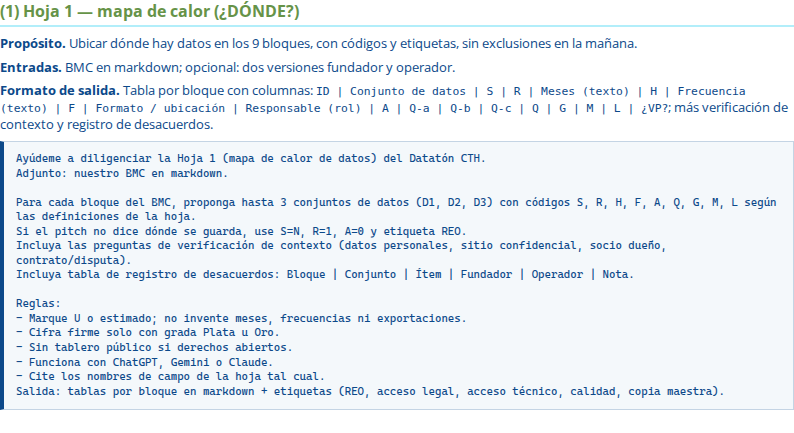 (1) Hoja 1 — mapa de calor (¿DÓNDE?)
Propósito. Ubicar dónde hay datos en los 9 bloques, con códigos y etiquetas, sin exclusiones en la mañana.
Entradas. BMC en markdown; opcional: dos versiones fundador y operador.
Formato de salida. Tabla por bloque con columnas: ID | Conjunto de datos | S | R | Meses (texto) | H | Frecuencia
(texto) | F | Formato / ubicación | Responsable (rol) | A | Q-a | Q-b | Q-c | Q | G | M | L | ¿VP?; más verificación de
contexto y registro de desacuerdos.
Ayúdeme a diligenciar la Hoja 1 (mapa de calor de datos) del Datatón CTH.
Adjunto: nuestro BMC en markdown.
Para cada bloque del BMC, proponga hasta 3 conjuntos de datos (D1, D2, D3) con códigos S, R, H, F, A, Q, G, M, L según
las definiciones de la hoja.
Si el pitch no dice dónde se guarda, use S=N, R=1, A=0 y etiqueta REO.
Incluya las preguntas de verificación de contexto (datos personales, sitio confidencial, socio dueño,
contrato/disputa).
Incluya tabla de registro de desacuerdos: Bloque | Conjunto | Ítem | Fundador | Operador | Nota.
Reglas:
- Marque U o estimado; no invente meses, frecuencias ni exportaciones.
- Cifra firme solo con grada Plata u Oro.
- Sin tablero público si derechos abiertos.
- Funciona con ChatGPT, Gemini o Claude.
- Cite los nombres de campo de la hoja tal cual.
Salida: tablas por bloque en markdown + etiquetas (REO, acceso legal, acceso técnico, calidad, copia maestra).